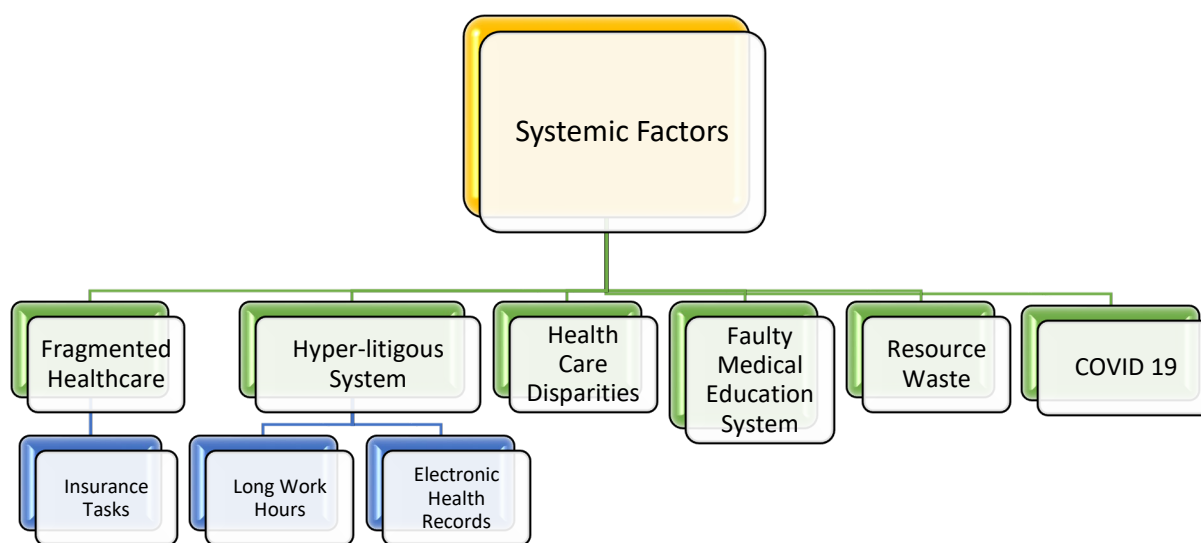 Systemic Factors
Fragmented
Healthcare
Hyper-litigous
System
Health
Care
Disparities
Faulty
Medical
Education
System
Resource
Waste
COVID 19
Insurance
Tasks
Long Work
Hours
Electronic
Health
Records